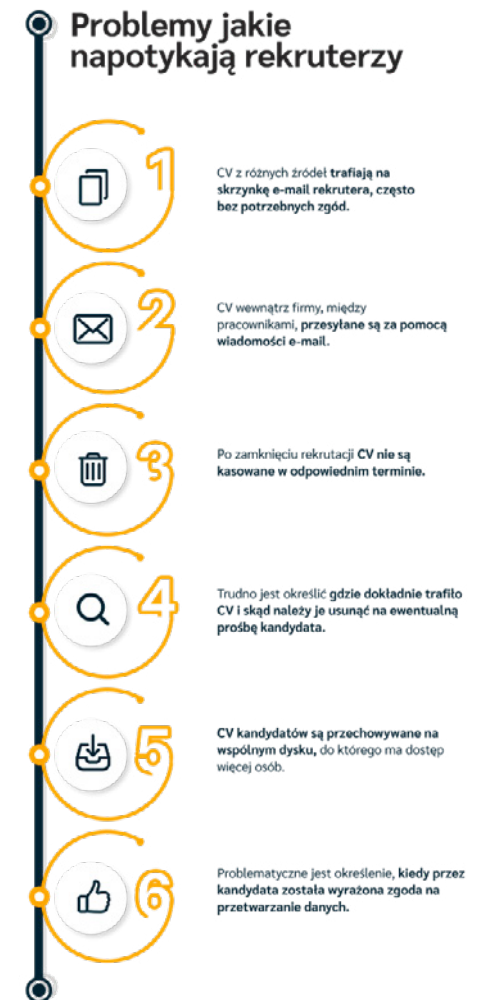 Problemy jakie
napotykają rekruterzy
1
CV z różnych źródeł trafiają na
skrzynkę e-mail rekrutera, często
bez potrzebnych zgód.
2
CV wewnątrz firmy, między
pracownikami, przesyłane są za pomocą
wiadomości e-mail.
3
Po zamknięciu rekrutacji CV nie są
kasowane w odpowiednim terminie.
4
Trudno jest określić gdzie dokładnie trafiło
CV i skąd należy je usunąć na ewentualną
prośbę kandydata.
5
CV kandydatów są przechowywane na
wspólnym dysku, do którego ma dostęp
więcej osób.
6
Problematyczne jest określenie, kiedy przez
kandydata została wyrażona zgoda na
przetwarzanie danych.